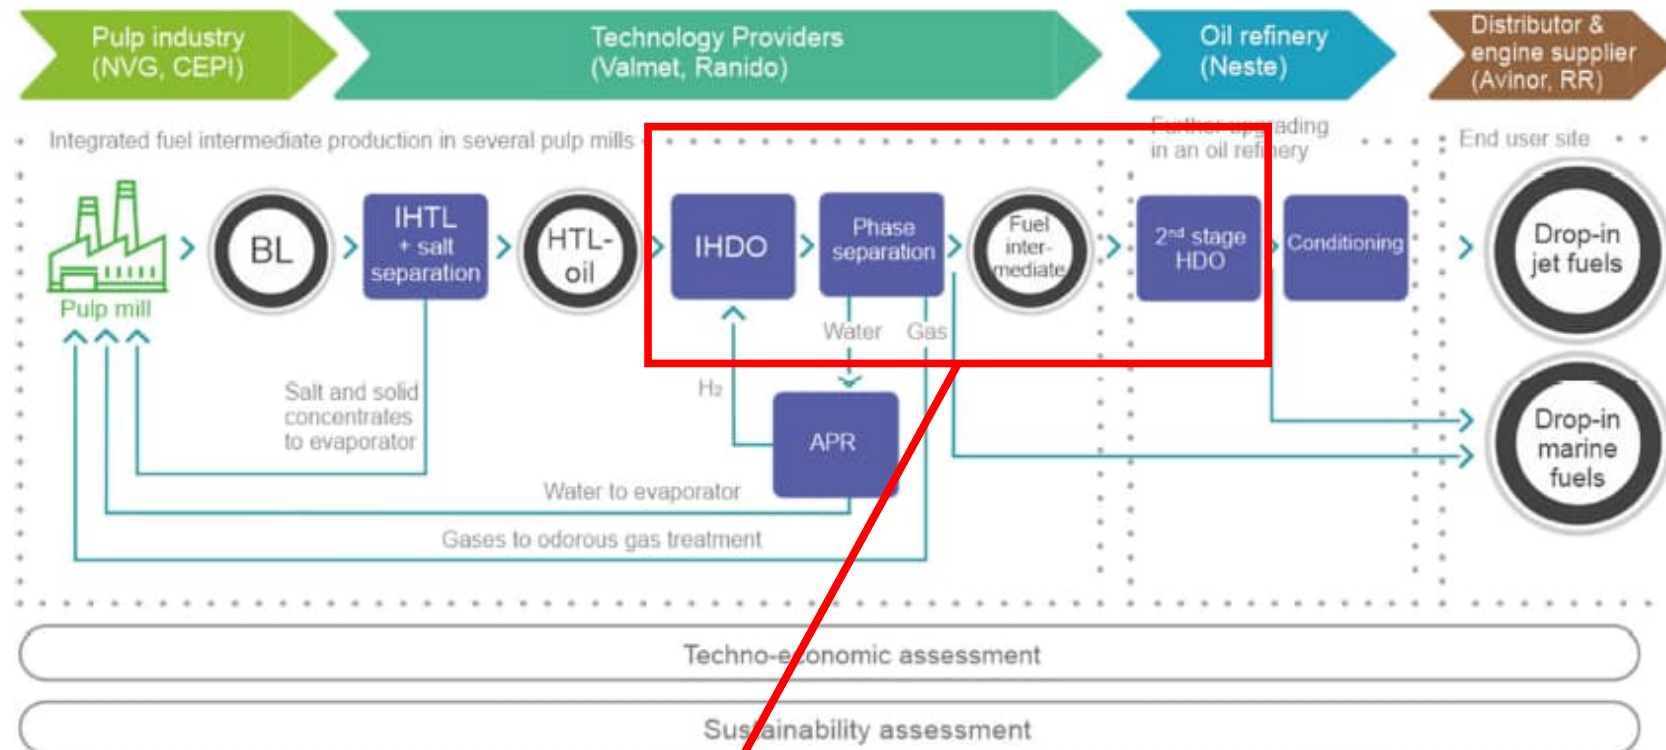 Pulp industry
(NVG, CEPI)
Technology Providers
(Valmet, Ranido)
Oil refinery
(Neste)
Distributor &
engine supplier
(Avinor, RR)
Integrated fuel intermediate production in several pulp mills
Further upgrading
in an oil refinery
End user site
Pulp mill
BL
IHTL
+ salt
separation
HTL-
oil
IHDO
Phase
separation
Fuel
inter-
mediate
2nd stage
HDO
Conditioning
Drop-in
jet fuels
Water
Gas
H2
Salt and solid
concentrates
to evaporator
APR
Drop-in
marine
fuels
Water to evaporator
Gases to odorous gas treatment
Techno-economic assessment
Sustainability assessment